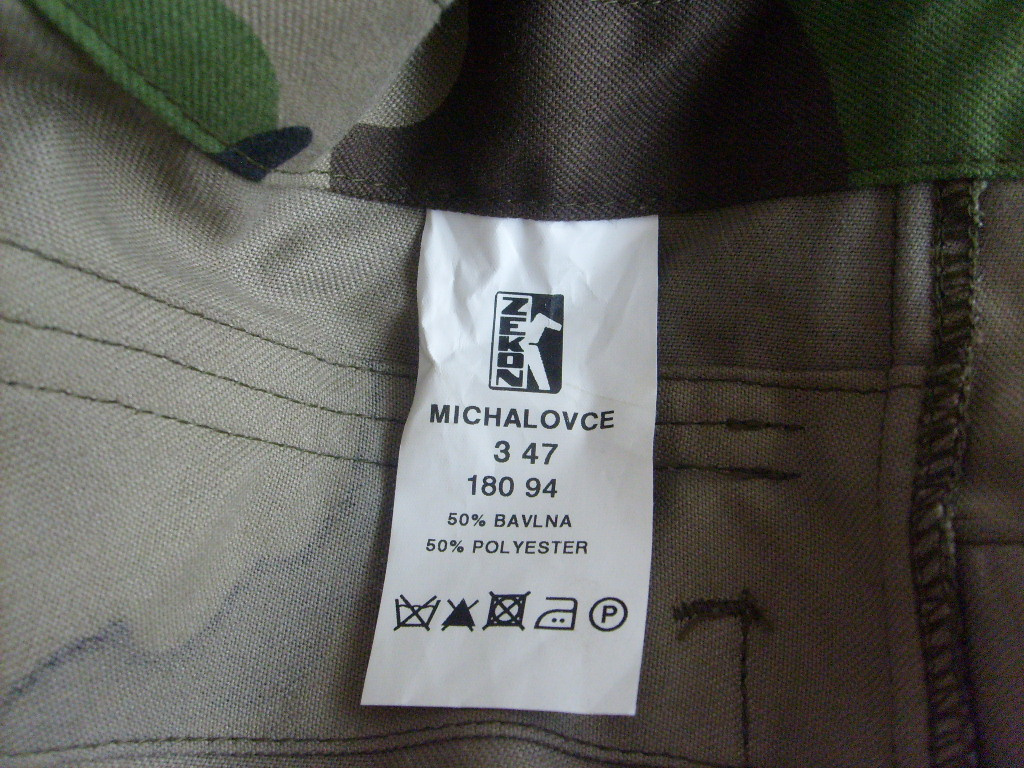 ZEKON
MICHALOVCE
3 47
180 94
50% BAVLNA
50% POLYESTER
P